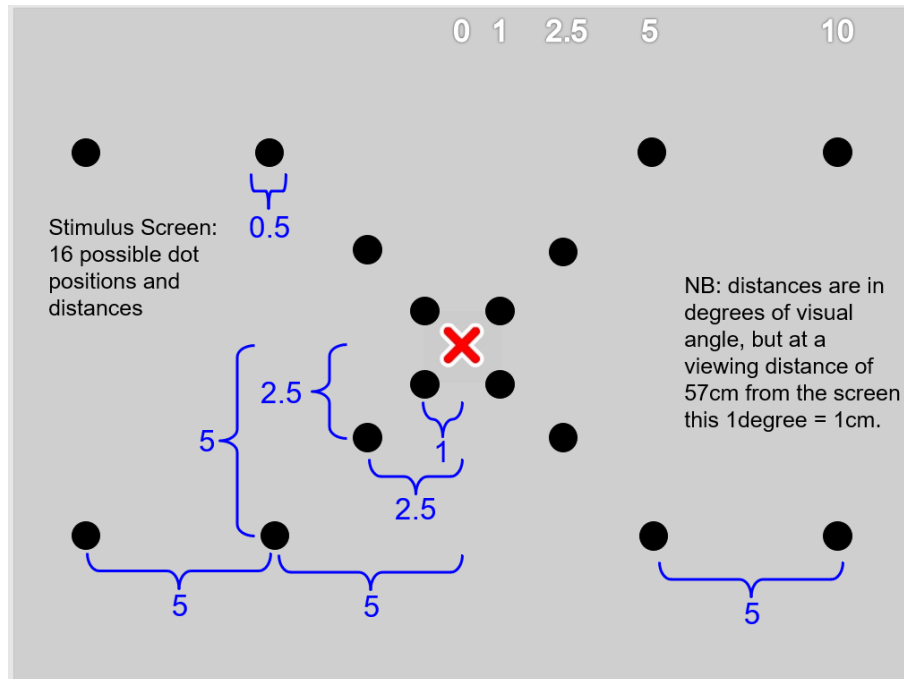 0 1 2.5 5 10
0.5
Stimulus Screen:
16 possible dot
positions and
distances
NB: distances are in
degrees of visual
angle, but at a
viewing distance of
57cm from the screen
this 1degree = 1cm.
2.5
5
1
2.5
5
5
5